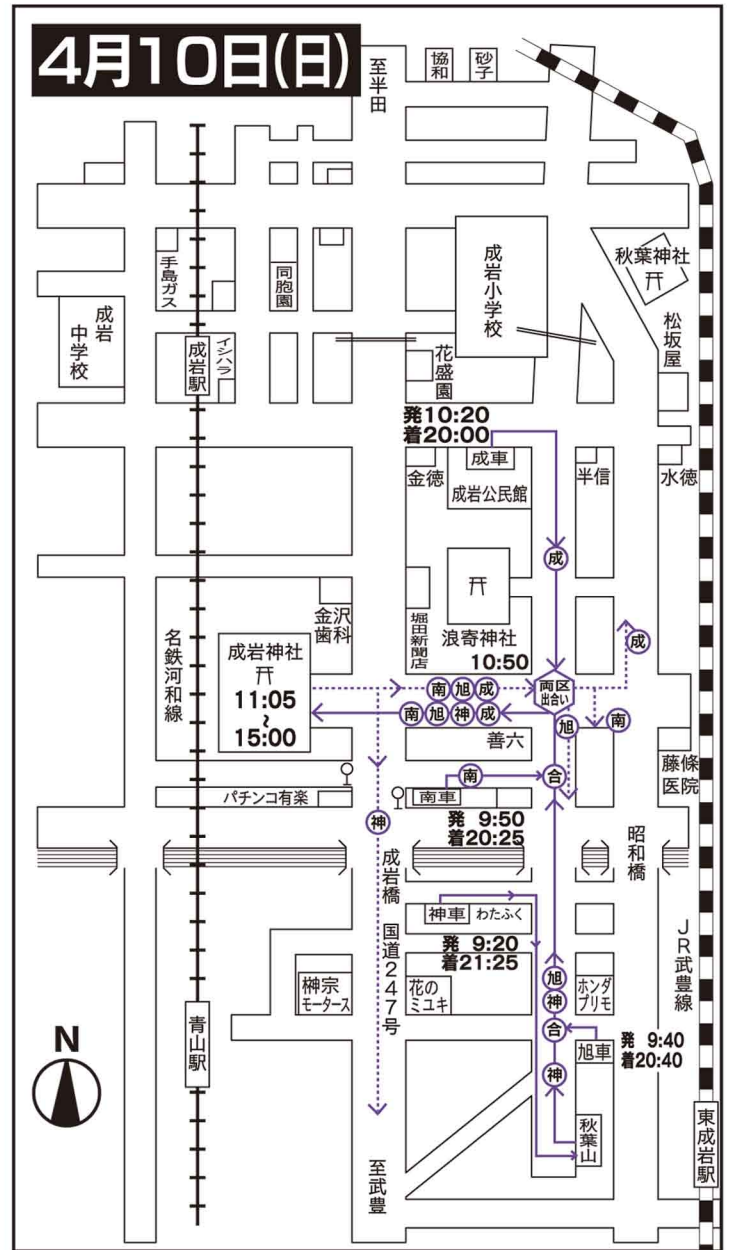 4月10日(日)
至半田
協和
砂子
手島ガス
同胞園
成岩小学校
秋葉神社
成岩
中学校
成岩駅
イシハラ
花盛園
松坂屋
発10:20
着20:00
成車
金徳
成岩公民館
半信
水徳
成
名鉄河和線
金沢
歯科
堀田新聞店
浪寄神社
10:50
成岩神社
11:05
~
15:00
南
旭
成
両区
出合い
成
南
旭
神
成
旭
南
善六
藤條
医院
パチンコ有楽
南車
南
合
発 9:50
着20:25
神
成岩橋
昭和橋
神車
わたふく
発 9:20
着21:25
国道247号
JR武豊線
榊宗
モータース
花の
ミユキ
旭
神
合
神
ホンダ
プリモ
旭車
発 9:40
着20:40
青山駅
N
秋葉山
東成岩駅
至武豊